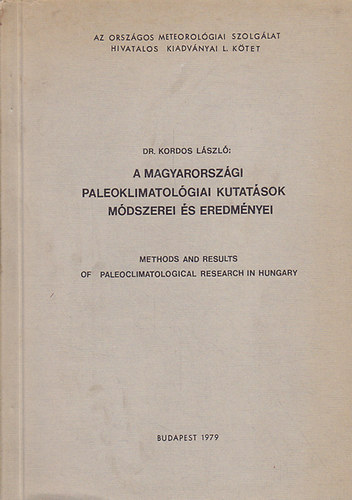 AZ ORSZÁGOS METEOROLÓGIAI SZOLGÁLAT
HIVATALOS KIADVÁNYAI L. KÖTET
DR. KORDOS LÁSZLÓ:
A MAGYARORSZÁGI
PALEOKLIMATOLÓGIAI KUTATÁSOK
MÓDSZEREI ÉS EREDMÉNYEI
METHODS AND RESULTS
OF PALEOCLIMATOLOGICAL RESEARCH IN HUNGARY
BUDAPEST 1979